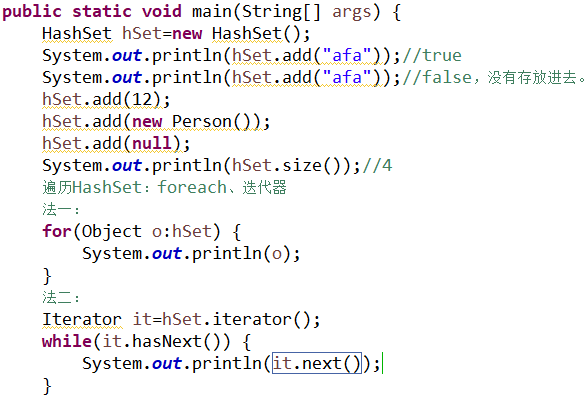 public static void main(String[] args) {
    HashSet hSet=new HashSet();
    System.out.println(hSet.add("afa"));//true
    System.out.println(hSet.add("afa"));//false，没有存放进去。
    hSet.add(12);
    hSet.add(new Person());
    hSet.add(null);
    System.out.println(hSet.size());//4
    遍历HashSet：foreach、迭代器
    法一：
    for(Object o:hSet) {
        System.out.println(o);
    }
    法二：
    Iterator it=hSet.iterator();
    while(it.hasNext()) {
        System.out.println(it.next());
    }